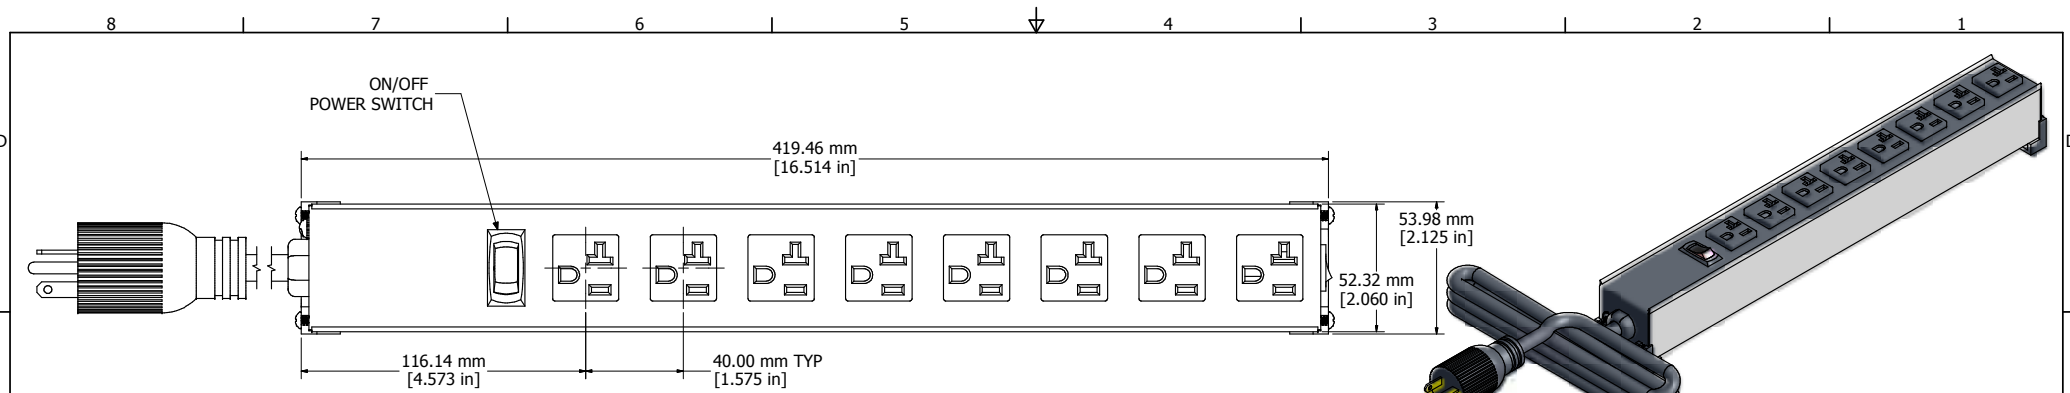 8 7 6 5 4 3 2 1
ON/OFF
POWER SWITCH
D
419.46 mm
[16.514 in]
53.98 mm
[2.125 in]
52.32 mm
[2.060 in]
116.14 mm
[4.573 in]
40.00 mm TYP
[1.575 in]